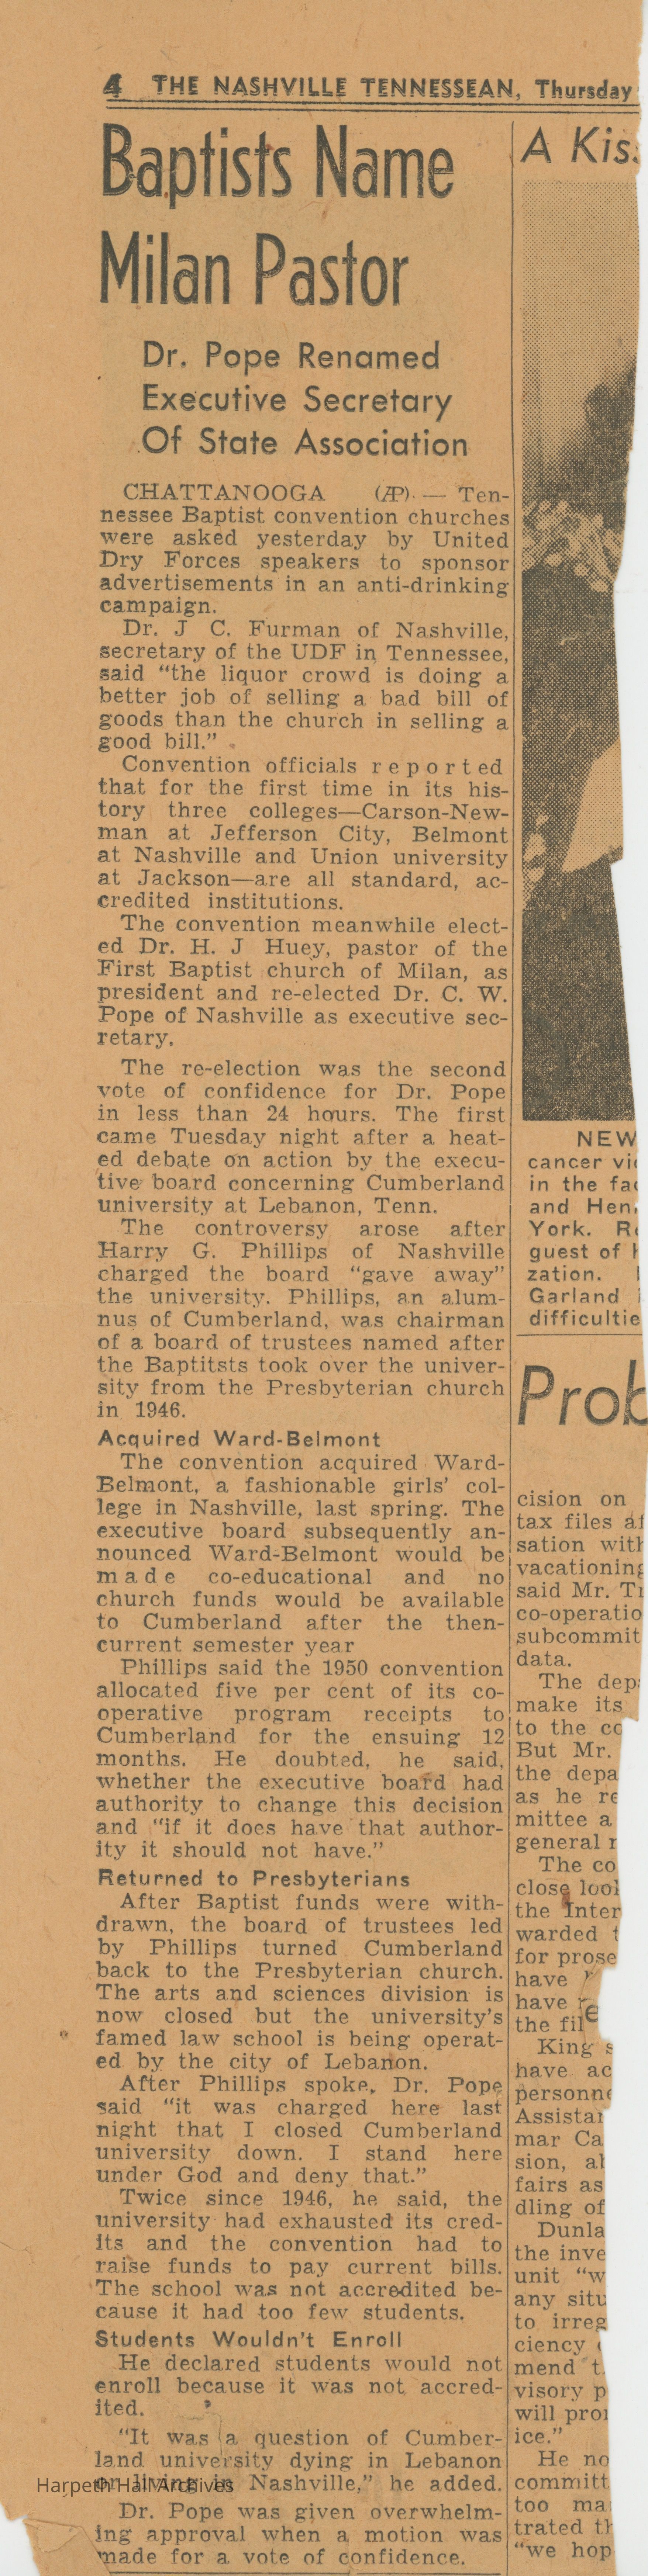 4 THE NASHVILLE TENNESSEAN, Thursday
Baptists Name
Milan Pastor
Dr. Pope Renamed
Executive Secretary
Of State Association
CHATTANOOGA (AP) — Ten-
nessee Baptist convention churches
were asked yesterday by United
Dry Forces speakers to sponsor
advertisements in an anti-drinking
campaign.
Dr. J C. Furman of Nashville,
secretary of the UDF in Tennessee,
said “the liquor crowd is doing a
better job of selling a bad bill of
goods than the church in selling a
good bill.”
Convention officials reported
that for the first time in its his-
tory three colleges—Carson-New-
man at Jefferson City, Belmont
at Nashville and Union university
at Jackson—are all standard, ac-
credited institutions.
The convention meanwhile elect-
ed Dr. H. J Huey, pastor of the
First Baptist church of Milan, as
president and re-elected Dr. C. W.
Pope of Nashville as executive sec-
retary.
The re-election was the second
vote of confidence for Dr. Pope
in less than 24 hours. The first
came Tuesday night after a heat-
ed debate on action by the execu-
tive board concerning Cumberland
university at Lebanon, Tenn.
The controversy arose after
Harry G. Phillips of Nashville
charged the board “gave away”
the university. Phillips, an alum-
nus of Cumberland, was chairman
of a board of trustees named after
the Baptitsts took over the univer-
sity from the Presbyterian church
in 1946.
Acquired Ward-Belmont
The convention acquired Ward-
Belmont, a fashionable girls’ col-
lege in Nashville, last spring. The
executive board subsequently an-
nounced Ward-Belmont would be
made co-educational and no
church funds would be available
to Cumberland after the then-
current semester year
Phillips said the 1950 convention
allocated five per cent of its co-
operative program receipts to
Cumberland for the ensuing 12
months. He doubted, he said,
whether the executive board had
authority to change this decision
and “if it does have that author-
ity it should not have.”
Returned to Presbyterians
After Baptist funds were with-
drawn, the board of trustees led
by Phillips turned Cumberland
back to the Presbyterian church.
The arts and sciences division is
now closed but the university’s
famed law school is being operat-
ed by the city of Lebanon.
After Phillips spoke, Dr. Pope
said “it was charged here last
night that I closed Cumberland
university down. I stand here
under God and deny that.”
Twice since 1946, he said, the
university had exhausted its cred-
its and the convention had to
raise funds to pay current bills.
The school was not accredited be-
cause it had too few students.
Students Wouldn’t Enroll
He declared students would not
enroll because it was not accred-
ited.
“It was a question of Cumber-
land university dying in Lebanon
or living in Nashville,” he added.
Harpeth Hall Archives
Dr. Pope was given overwhelm-
ing approval when a motion was
made for a vote of confidence.
A Kis
NEW
cancer vi
in the fa
and Hen
York. R
guest of
zation.
Garland
difficultie
Prob
cision on
tax files af
sation with
vacationing
said Mr. Tr
co-operatio
subcommit
data.
The dep
make its
to the co
But Mr.
the depa
as he re
mittee a
general r
The co
close lool
the Inter
warded t
for prose
have
have r
the fil
King s
have ac
personne
Assistar
mar Ca
sion, al
fairs as
dling of
Dunla
the inve
unit “w
any situ
to irreg
ciency
mend t
visory p
will pro
ice.”
He no
committ
too ma
trated th
“we hop